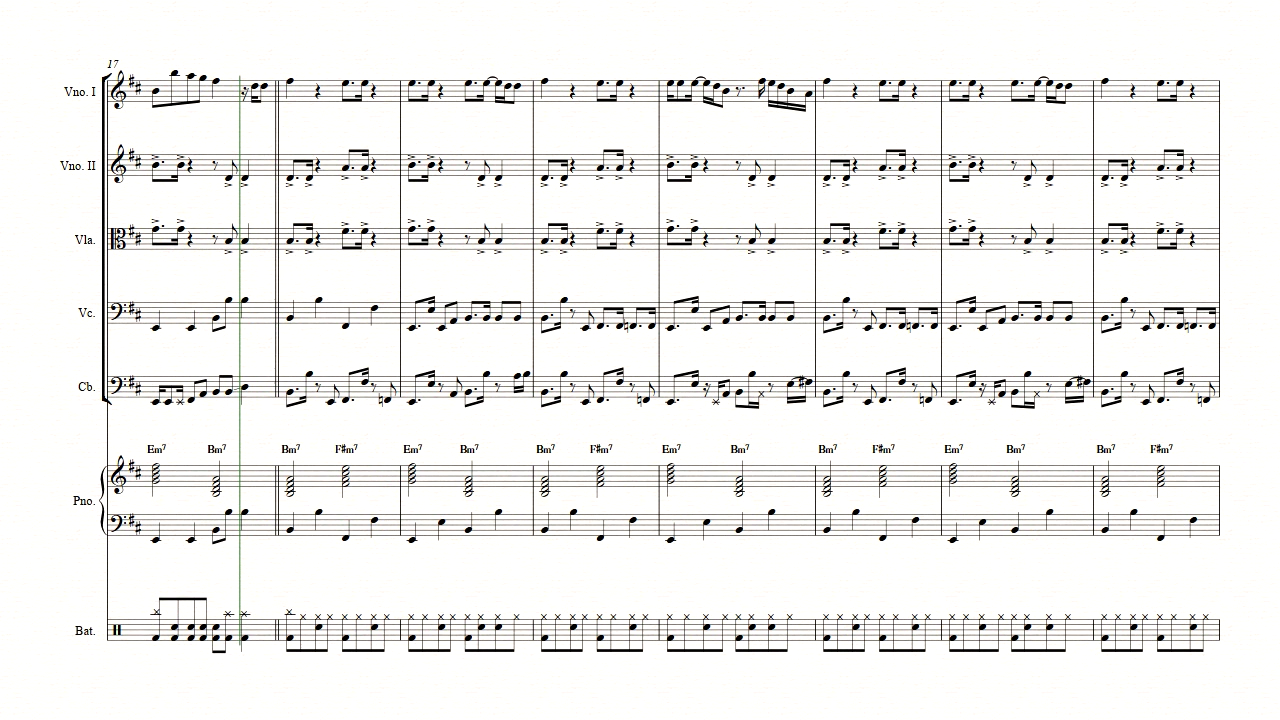 17
Vno. I
Vno. II
Vla.
Vc.
Cb.
Em7 Bm7 Bm7 F#m7 Em7 Bm7 Bm7 F#m7 Em7 Bm7 Bm7 F#m7 Em7 Bm7 Bm7 F#m7
Pno.
Bat.